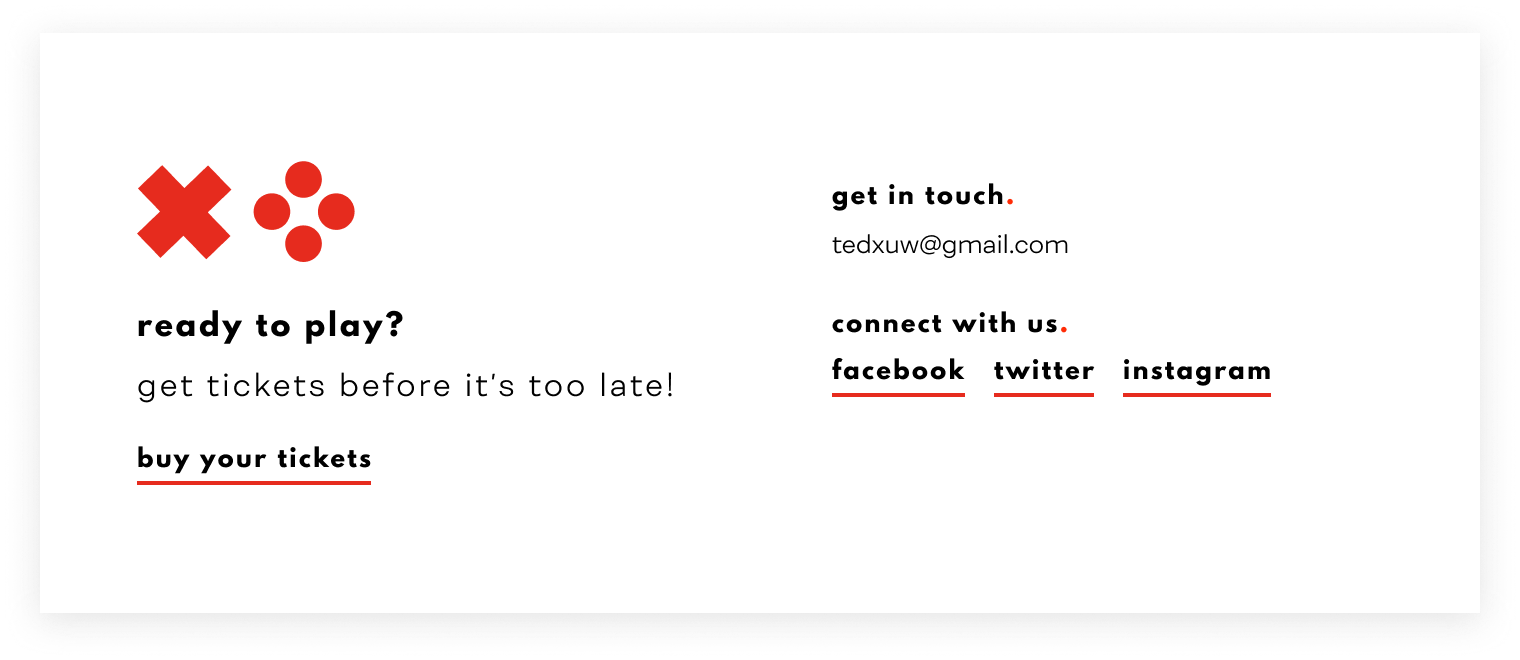 ready to play?
get tickets before it's too late!
buy your tickets
get in touch.
tedxuw@gmail.com
connect with us.
facebook twitter instagram